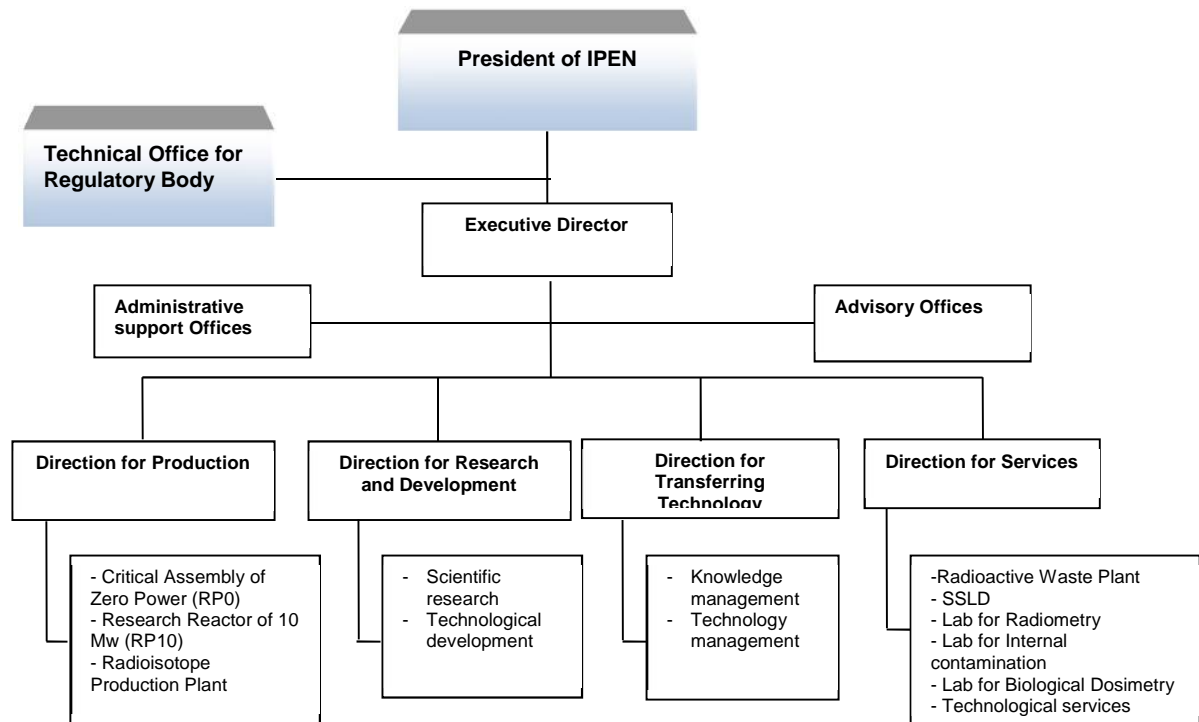 President of IPEN
Technical Office for
Regulatory Body
Executive Director
Administrative
support Offices
Advisory Offices
Direction for Production
Direction for Research
and Development
Direction for
Transferring
Technology
Direction for Services
- Critical Assembly of
Zero Power (RP0)
- Research Reactor of 10
Mw (RP10)
- Radioisotope
Production Plant
- Scientific
research
- Technological
development
- Knowledge
management
- Technology
management
-Radioactive Waste Plant
- SSLD
- Lab for Radiometry
- Lab for Internal
contamination
- Lab for Biological Dosimetry
- Technological services